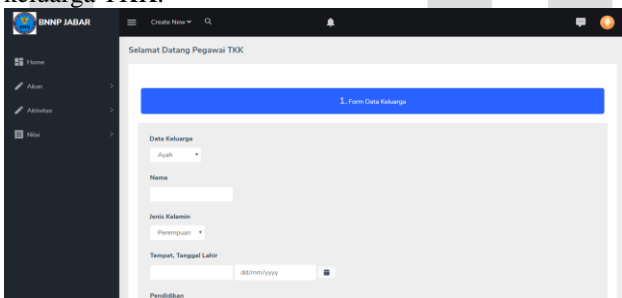 keluarga TKK.
BNNP JABAR
Create New
Selamat Datang Pegawai TKK
Home
Akun
Aktivitas
Nilai
1. Form Data Keluarga
Data Keluarga
Ayah
Nama
Jenis Kelamin
Perempuan
Tempat, Tanggal Lahir
dd/mm/yyyy
Pendidikan